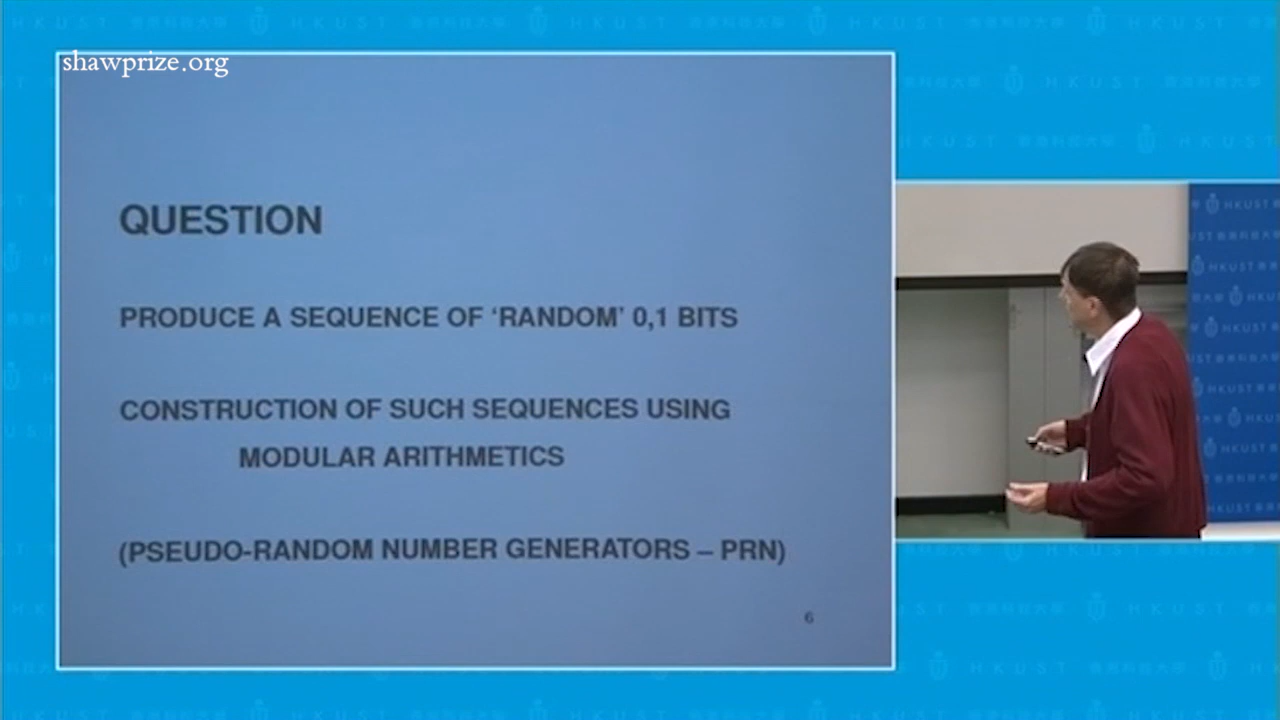 shawprize.org
QUESTION
PRODUCE A SEQUENCE OF ‘RANDOM’ 0,1 BITS
CONSTRUCTION OF SUCH SEQUENCES USING
MODULAR ARITHMETICS
(PSEUDO-RANDOM NUMBER GENERATORS – PRN)
6
HKUST